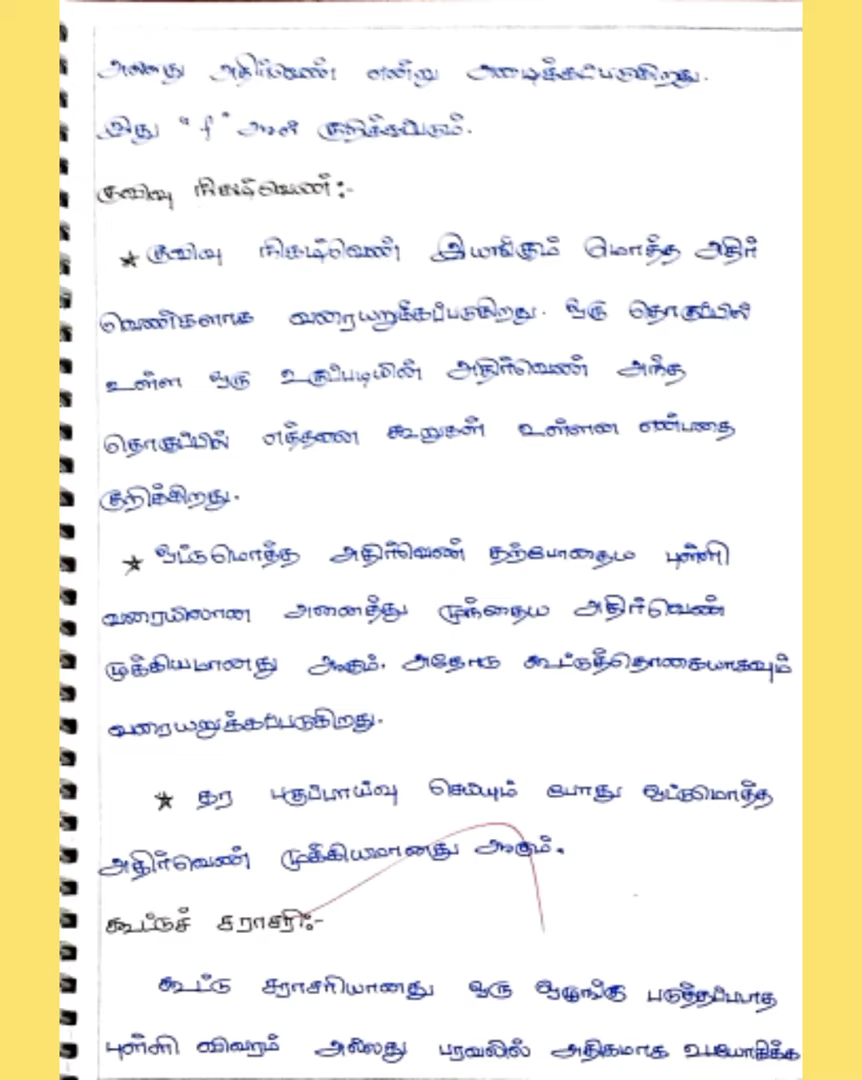 அல்லது அதிர்வெண் என்று அழைக்கப்படுகிறது.
இது "f" ஆல் குறிக்கப்படும்.
குவிவு நிகழ்வெண்:-
★ குவிவு நிகழ்வெண் இயங்கும் மொத்த அதிர்
வெண்களாக வரையறுக்கப்படுகிறது. ஒரு தொகுப்பில்
உள்ள ஒரு உருப்படியின் அதிர்வெண் அந்த
தொகுப்பில் எத்தனை கூறுகள் உள்ளன என்பதை
குறிக்கிறது.
★ ஒட்டுமொத்த அதிர்வெண் தற்போதைய புள்ளி
வரையிலான அனைத்து முந்தைய அதிர்வெண்
முக்கியமானது ஆகும். அதோடு கூட்டுத்தொகையாகவும்
வரையறுக்கப்படுகிறது.
★ தர பகுப்பாய்வு செய்யும் போது ஒட்டுமொத்த
அதிர்வெண் முக்கியமானது ஆகும்.
கூட்டுச் சராசரி:-
கூட்டு சராசரியானது ஒரு ஒழுங்கு படுத்தப்படாத
புள்ளி விவரம் அல்லது பரவலில் அதிகமாக உபயோகிக்க